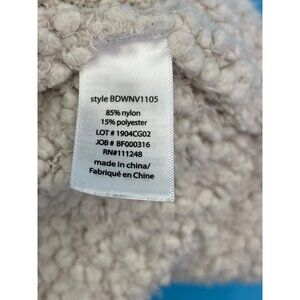 style BDWNV1105
85% nylon
15% polyester
LOT # 1904CG02
JOB # BF000316
RN#111248
made in china/
Fabriqué en Chine